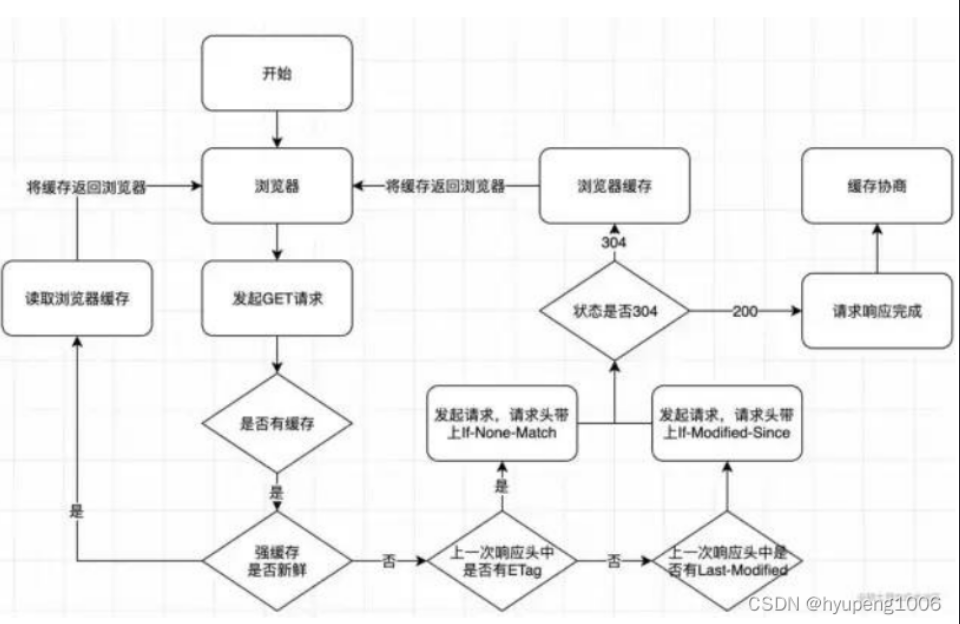 开始
将缓存返回浏览器
浏览器
将缓存返回浏览器
浏览器缓存
缓存协商
304
读取浏览器缓存
发起GET请求
状态是否304
200
请求响应完成
是否有缓存
发起请求，请求头带
上If-None-Match
发起请求，请求头带
上If-Modified-Since
是
是
是
强缓存
是否新鲜
否
上一次响应头中
是否有ETag
否
上一次响应头中是
否有Last-Modified
CSDN @hyupeng1006